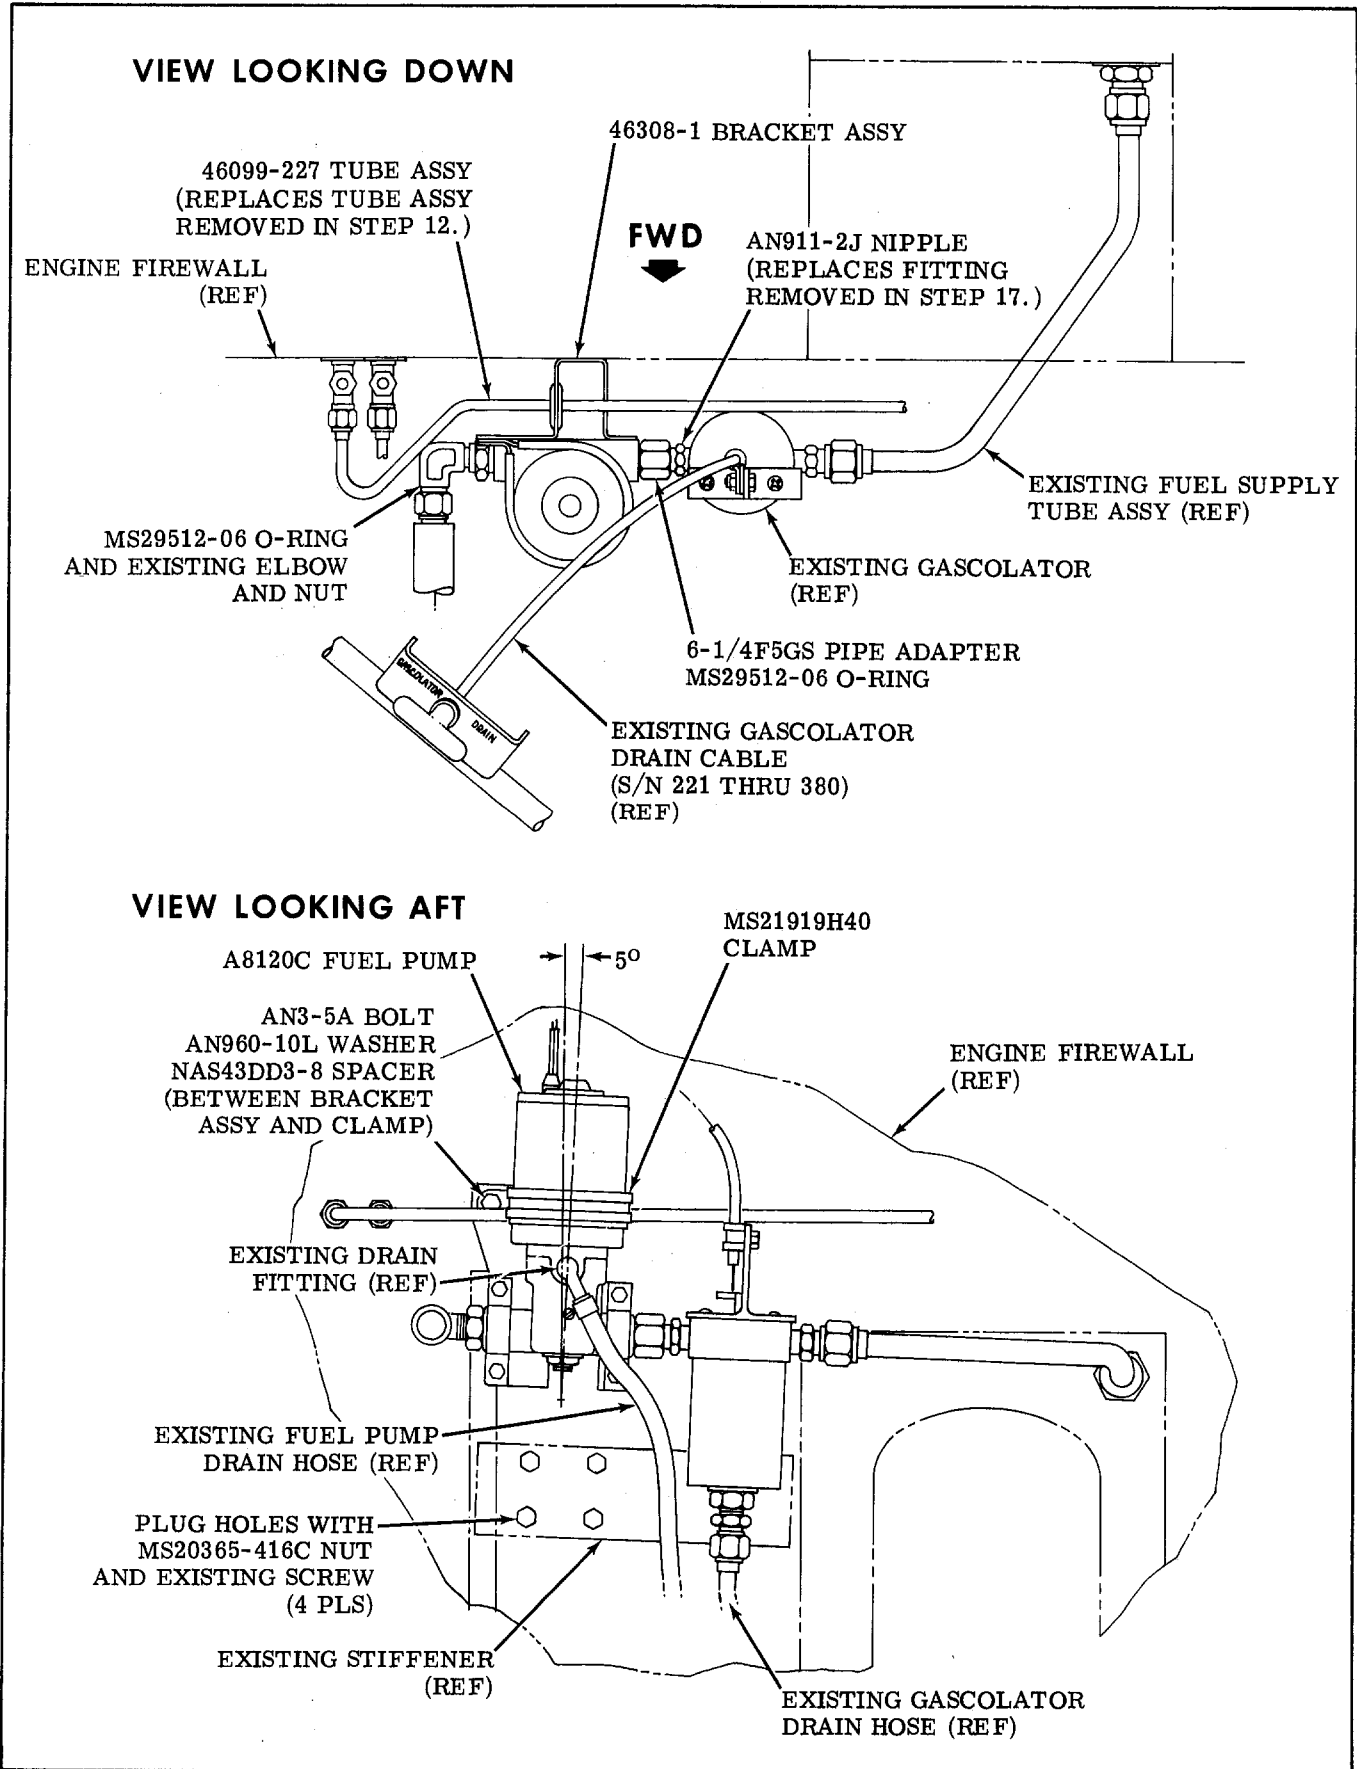 VIEW LOOKING DOWN
46308-1 BRACKET ASSY
46099-227 TUBE ASSY
(REPLACES TUBE ASSY
REMOVED IN STEP 12.)
FWD
AN911-2J NIPPLE
(REPLACES FITTING
REMOVED IN STEP 17.)
ENGINE FIREWALL
(REF)
EXISTING FUEL SUPPLY
TUBE ASSY (REF)
MS29512-06 O-RING
AND EXISTING ELBOW
AND NUT
EXISTING GASCOLATOR
(REF)
6-1/4F5GS PIPE ADAPTER
MS29512-06 O-RING
GASCOLATOR
DRAIN
EXISTING GASCOLATOR
DRAIN CABLE
(S/N 221 THRU 380)
(REF)
VIEW LOOKING AFT
MS21919H40
CLAMP
A8120C FUEL PUMP
5°
AN3-5A BOLT
AN960-10L WASHER
NAS43DD3-8 SPACER
(BETWEEN BRACKET
ASSY AND CLAMP)
ENGINE FIREWALL
(REF)
EXISTING DRAIN
FITTING (REF)
EXISTING FUEL PUMP
DRAIN HOSE (REF)
PLUG HOLES WITH
MS20365-416C NUT
AND EXISTING SCREW
(4 PLS)
EXISTING STIFFENER
(REF)
EXISTING GASCOLATOR
DRAIN HOSE (REF)